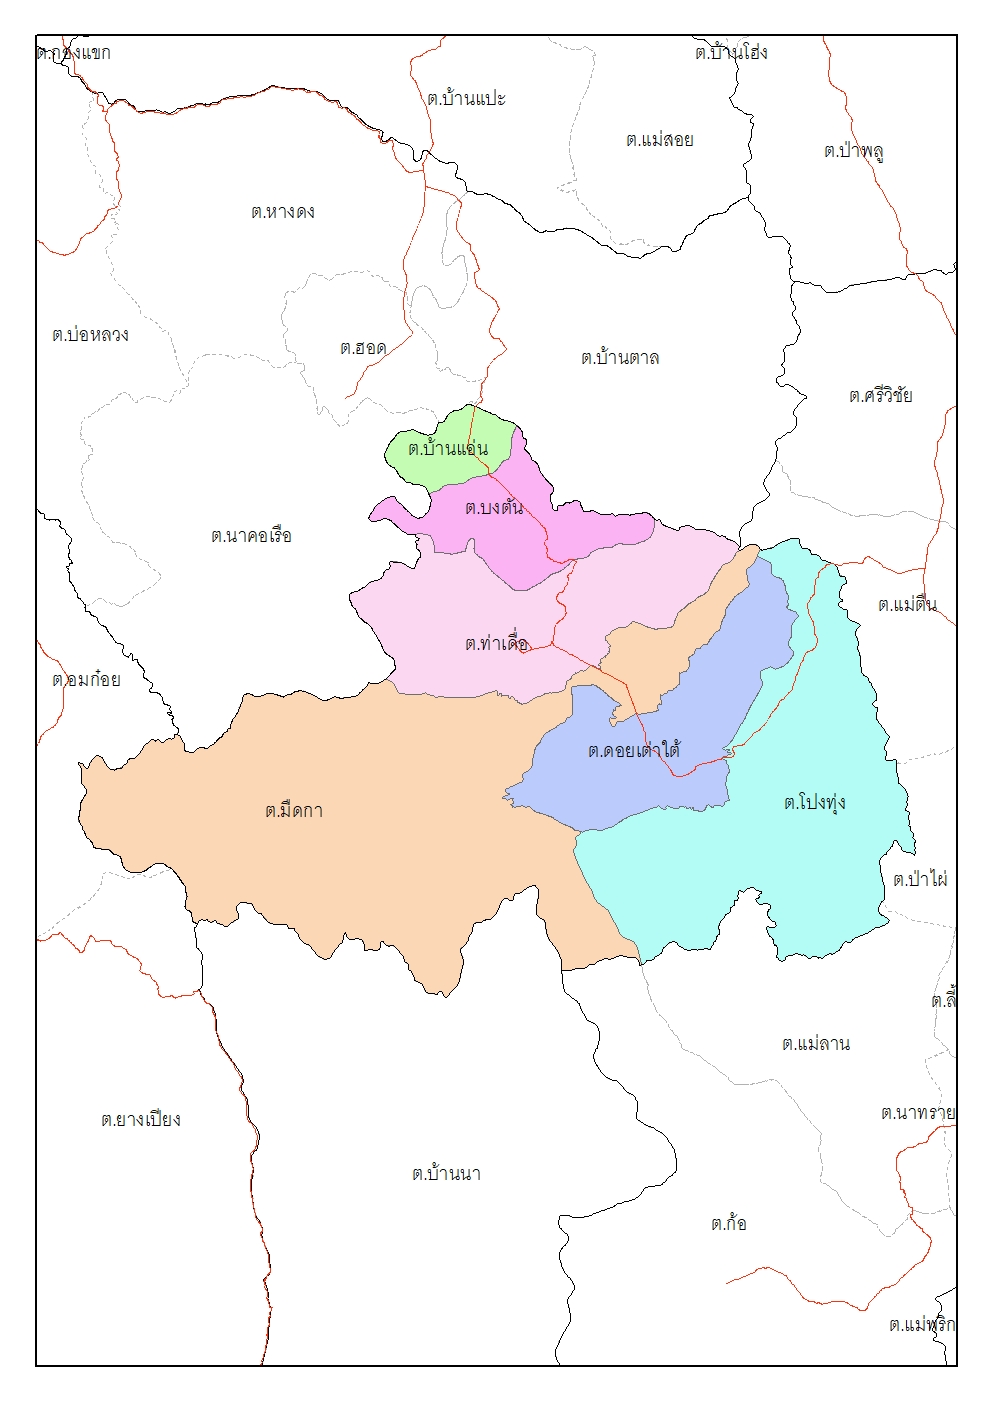 ต.กองแขก
ต.บ้านโฮ่ง
ต.บ้านแปะ
ต.แม่สอย
ต.ป่าพลู
ต.หางดง
ต.บ่อหลวง
ต.ฮอด
ต.บ้านตาล
ต.ศรีวิชัย
ต.บ้านแอ่น
ต.บงตัน
ต.นาคอเรือ
ต.แม่ตืน
ต.ท่าเดื่อ
ต.อมก๋อย
ต.ดอยเต่าใต้
ต.โปงทุ่ง
ต.มืดกา
ต.ป่าไผ่
ต.แม่ลาน
ต.นาทราย
ต.ยางเปียง
ต.บ้านนา
ต.ก้อ
ต.แม่พริก